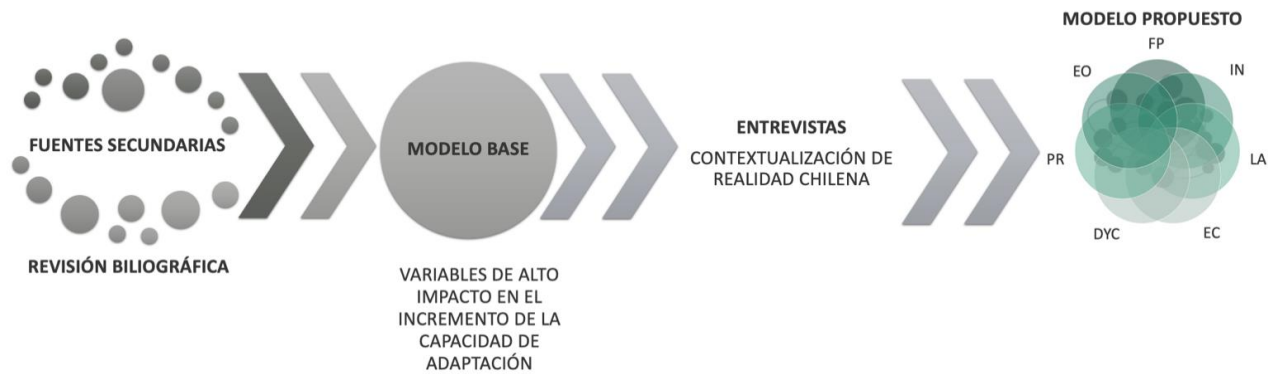 FUENTES SECUNDARIAS
REVISIÓN BILIOGRÁFICA
MODELO BASE
VARIABLES DE ALTO
IMPACTO EN EL
INCREMENTO DE LA
CAPACIDAD DE
ADAPTACIÓN
ENTREVISTAS
CONTEXTUALIZACIÓN DE
REALIDAD CHILENA
MODELO PROPUESTO
FP
EO
IN
PR
LA
DYC
EC